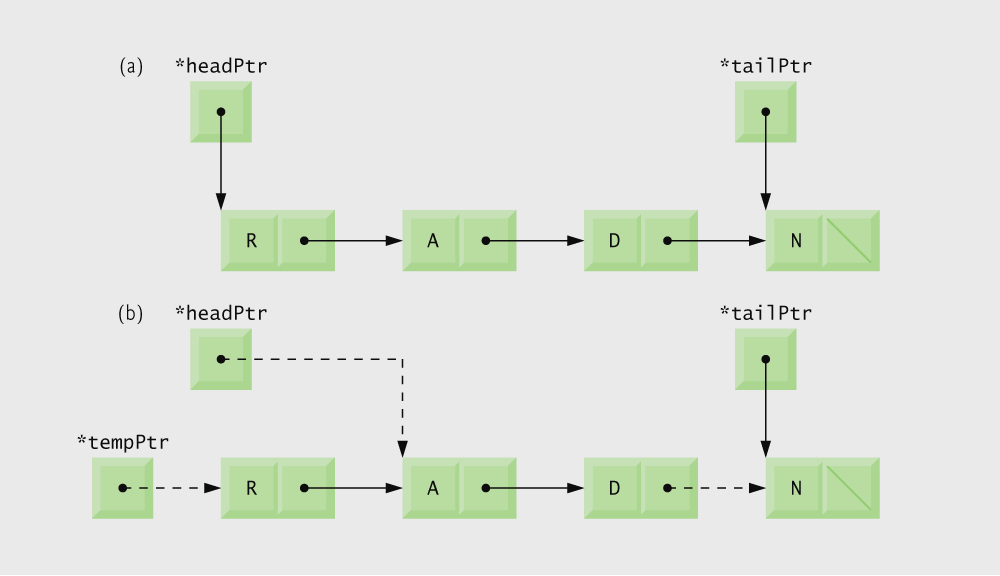 (a) *headPtr *tailPtr
R A D N
(b) *headPtr *tailPtr
*tempPtr
R A D N